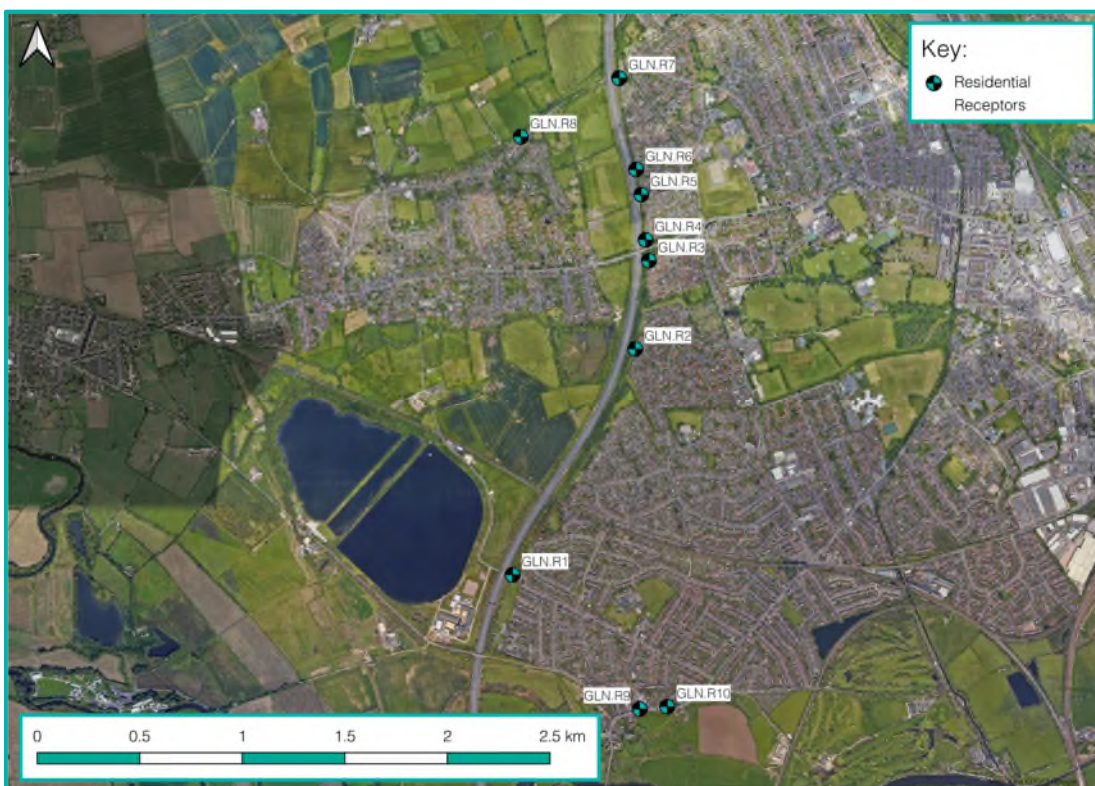 Key:
Residential
Receptors
GLN.R7
GLN.R8
GLN.R6
GLN.R5
GLN.R4
GLN.R3
GLN.R2
GLN.R1
GLN.R9
GLN.R10
0 0.5 1 1.5 2 2.5 km